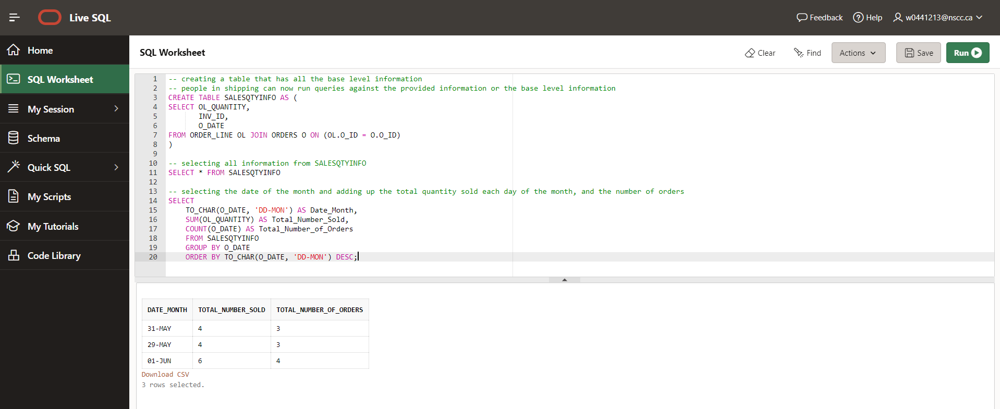 Live SQL
Feedback
Help
w0441213@nscc.ca
Home
SQL Worksheet
My Session
Schema
Quick SQL
My Scripts
My Tutorials
Code Library
SQL Worksheet
Clear
Find
Actions
Save
Run
1 -- creating a table that has all the base level information
2 -- people in shipping can now run queries against the provided information or the base level information
3 CREATE TABLE SALESQTYINFO AS (
4 SELECT OL_QUANTITY,
5 INV_ID,
6 O_DATE
7 FROM ORDER_LINE OL JOIN ORDERS O ON (OL.O_ID = O.O_ID)
8 )
9
10 -- selecting all information from SALESQTYINFO
11 SELECT * FROM SALESQTYINFO
12
13 -- selecting the date of the month and adding up the total quantity sold each day of the month, and the number of orders
14 SELECT
15 TO_CHAR(O_DATE, 'DD-MON') AS Date_Month,
16 SUM(OL_QUANTITY) AS Total_Number_Sold,
17 COUNT(O_DATE) AS Total_Number_of_Orders
18 FROM SALESQTYINFO
19 GROUP BY O_DATE
20 ORDER BY TO_CHAR(O_DATE, 'DD-MON') DESC;
DATE_MONTH TOTAL_NUMBER_SOLD TOTAL_NUMBER_OF_ORDERS
31-MAY 4 3
29-MAY 4 3
01-JUN 6 4
Download CSV
3 rows selected.